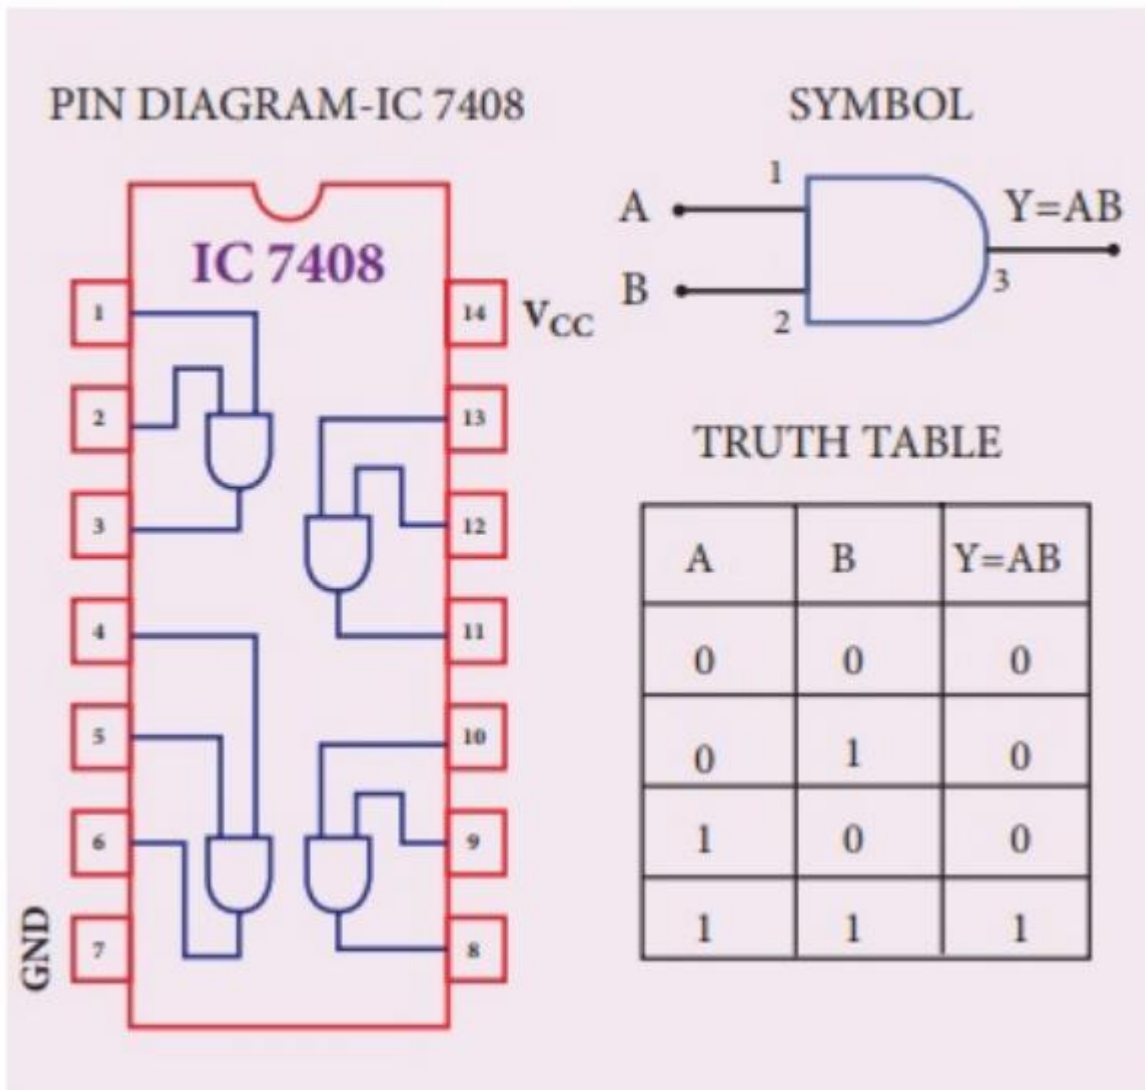 PIN DIAGRAM-IC 7408
IC 7408
1
2
3
4
5
6
7
GND
14
VCC
13
12
11
10
9
8
SYMBOL
A
1
B
2
3
Y=AB
TRUTH TABLE
A B Y=AB
0 0 0
0 1 0
1 0 0
1 1 1